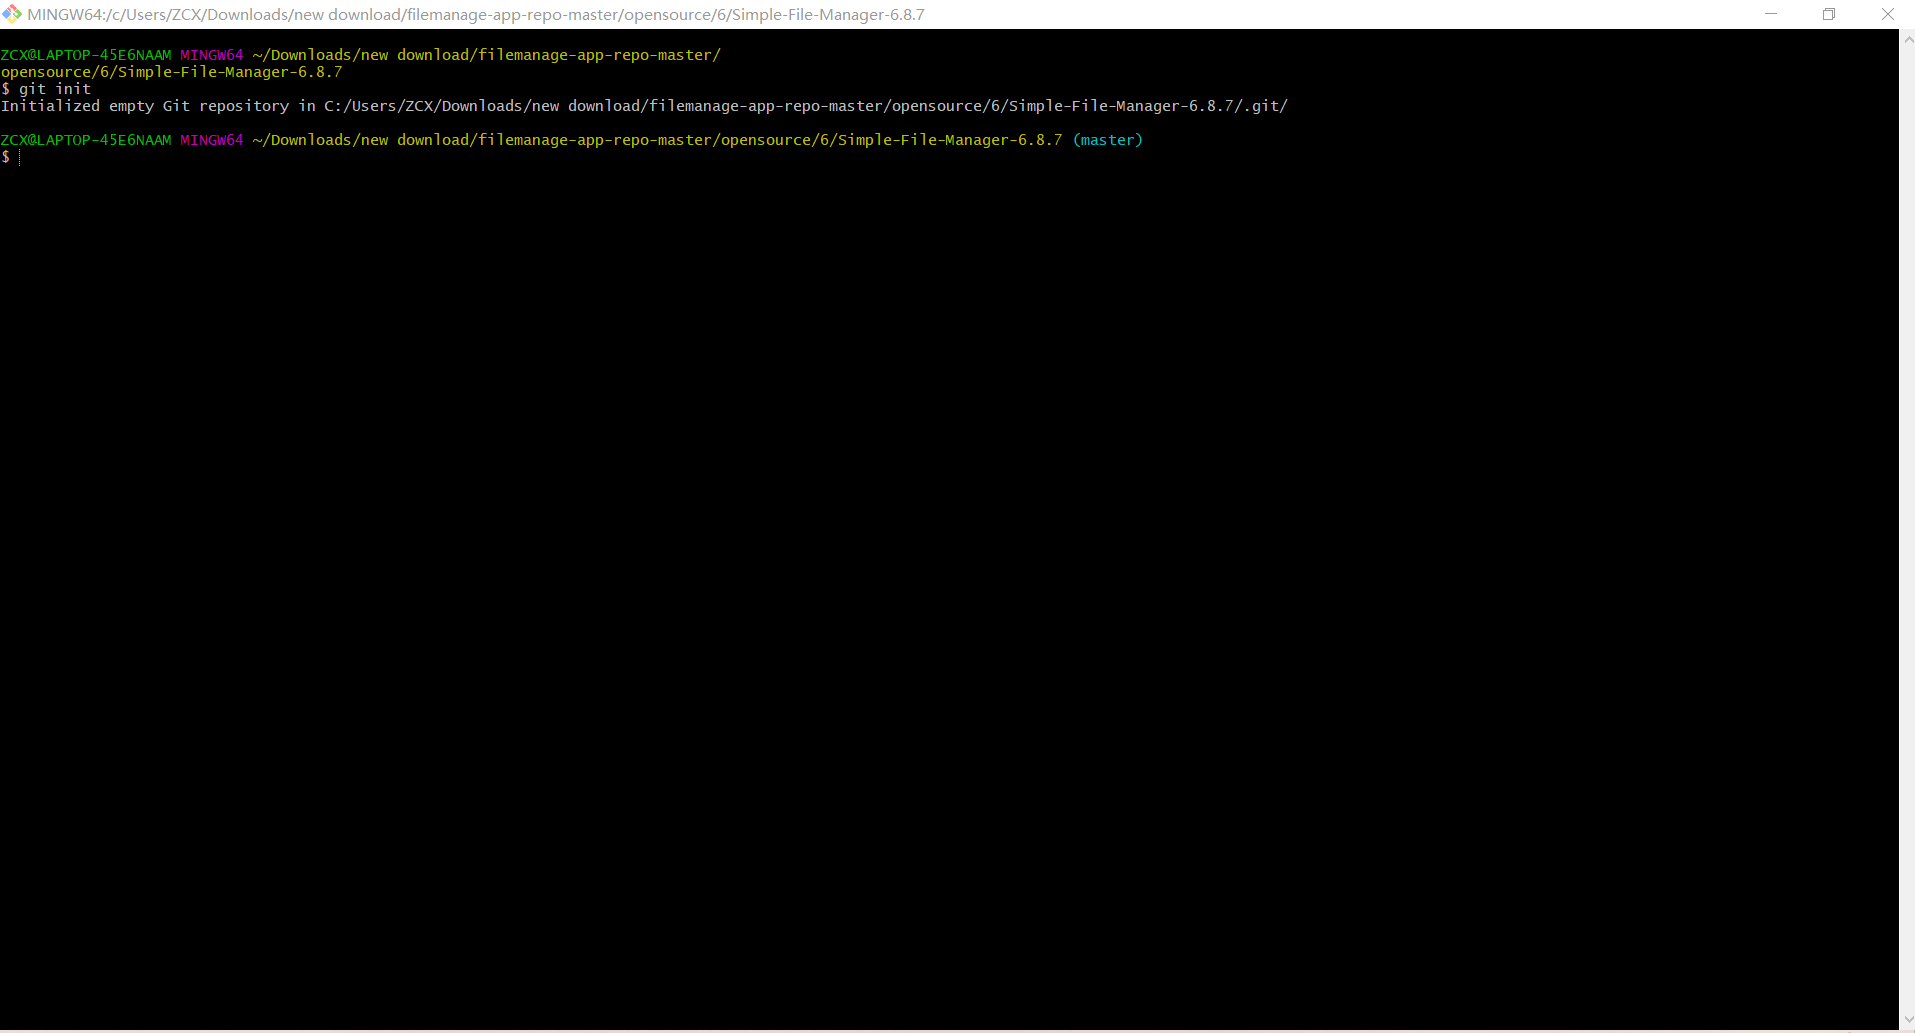 MINGW64:/c/Users/ZCX/Downloads/new download/filemanage-app-repo-master/opensource/6/Simple-File-Manager-6.8.7
ZCX@LAPTOP-45E6NAAM MINGW64 ~/Downloads/new download/filemanage-app-repo-master/
opensource/6/Simple-File-Manager-6.8.7
$ git init
Initialized empty Git repository in C:/Users/ZCX/Downloads/new download/filemanage-app-repo-master/opensource/6/Simple-File-Manager-6.8.7/.git/
ZCX@LAPTOP-45E6NAAM MINGW64 ~/Downloads/new download/filemanage-app-repo-master/opensource/6/Simple-File-Manager-6.8.7 (master)
$